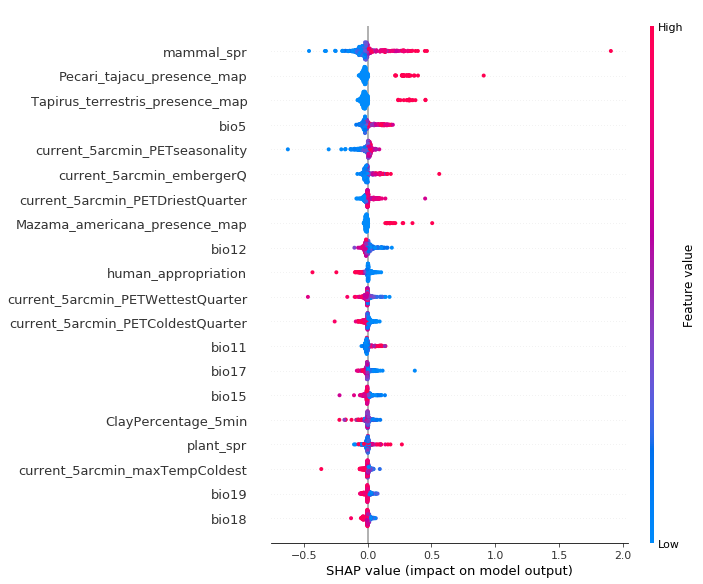 High
mammal_spr
Pecari_tajacu_presence_map
Tapirus_terrestris_presence_map
bio5
current_5arcmin_PETseasonality
current_5arcmin_embergerQ
current_5arcmin_PETDriestQuarter
Mazama_americana_presence_map
bio12
human_appropriation
current_5arcmin_PETWettestQuarter
current_5arcmin_PETColdestQuarter
bio11
bio17
bio15
ClayPercentage_5min
plant_spr
current_5arcmin_maxTempColdest
bio19
bio18
Feature value
Low
−0.5 0.0 0.5 1.0 1.5 2.0
SHAP value (impact on model output)